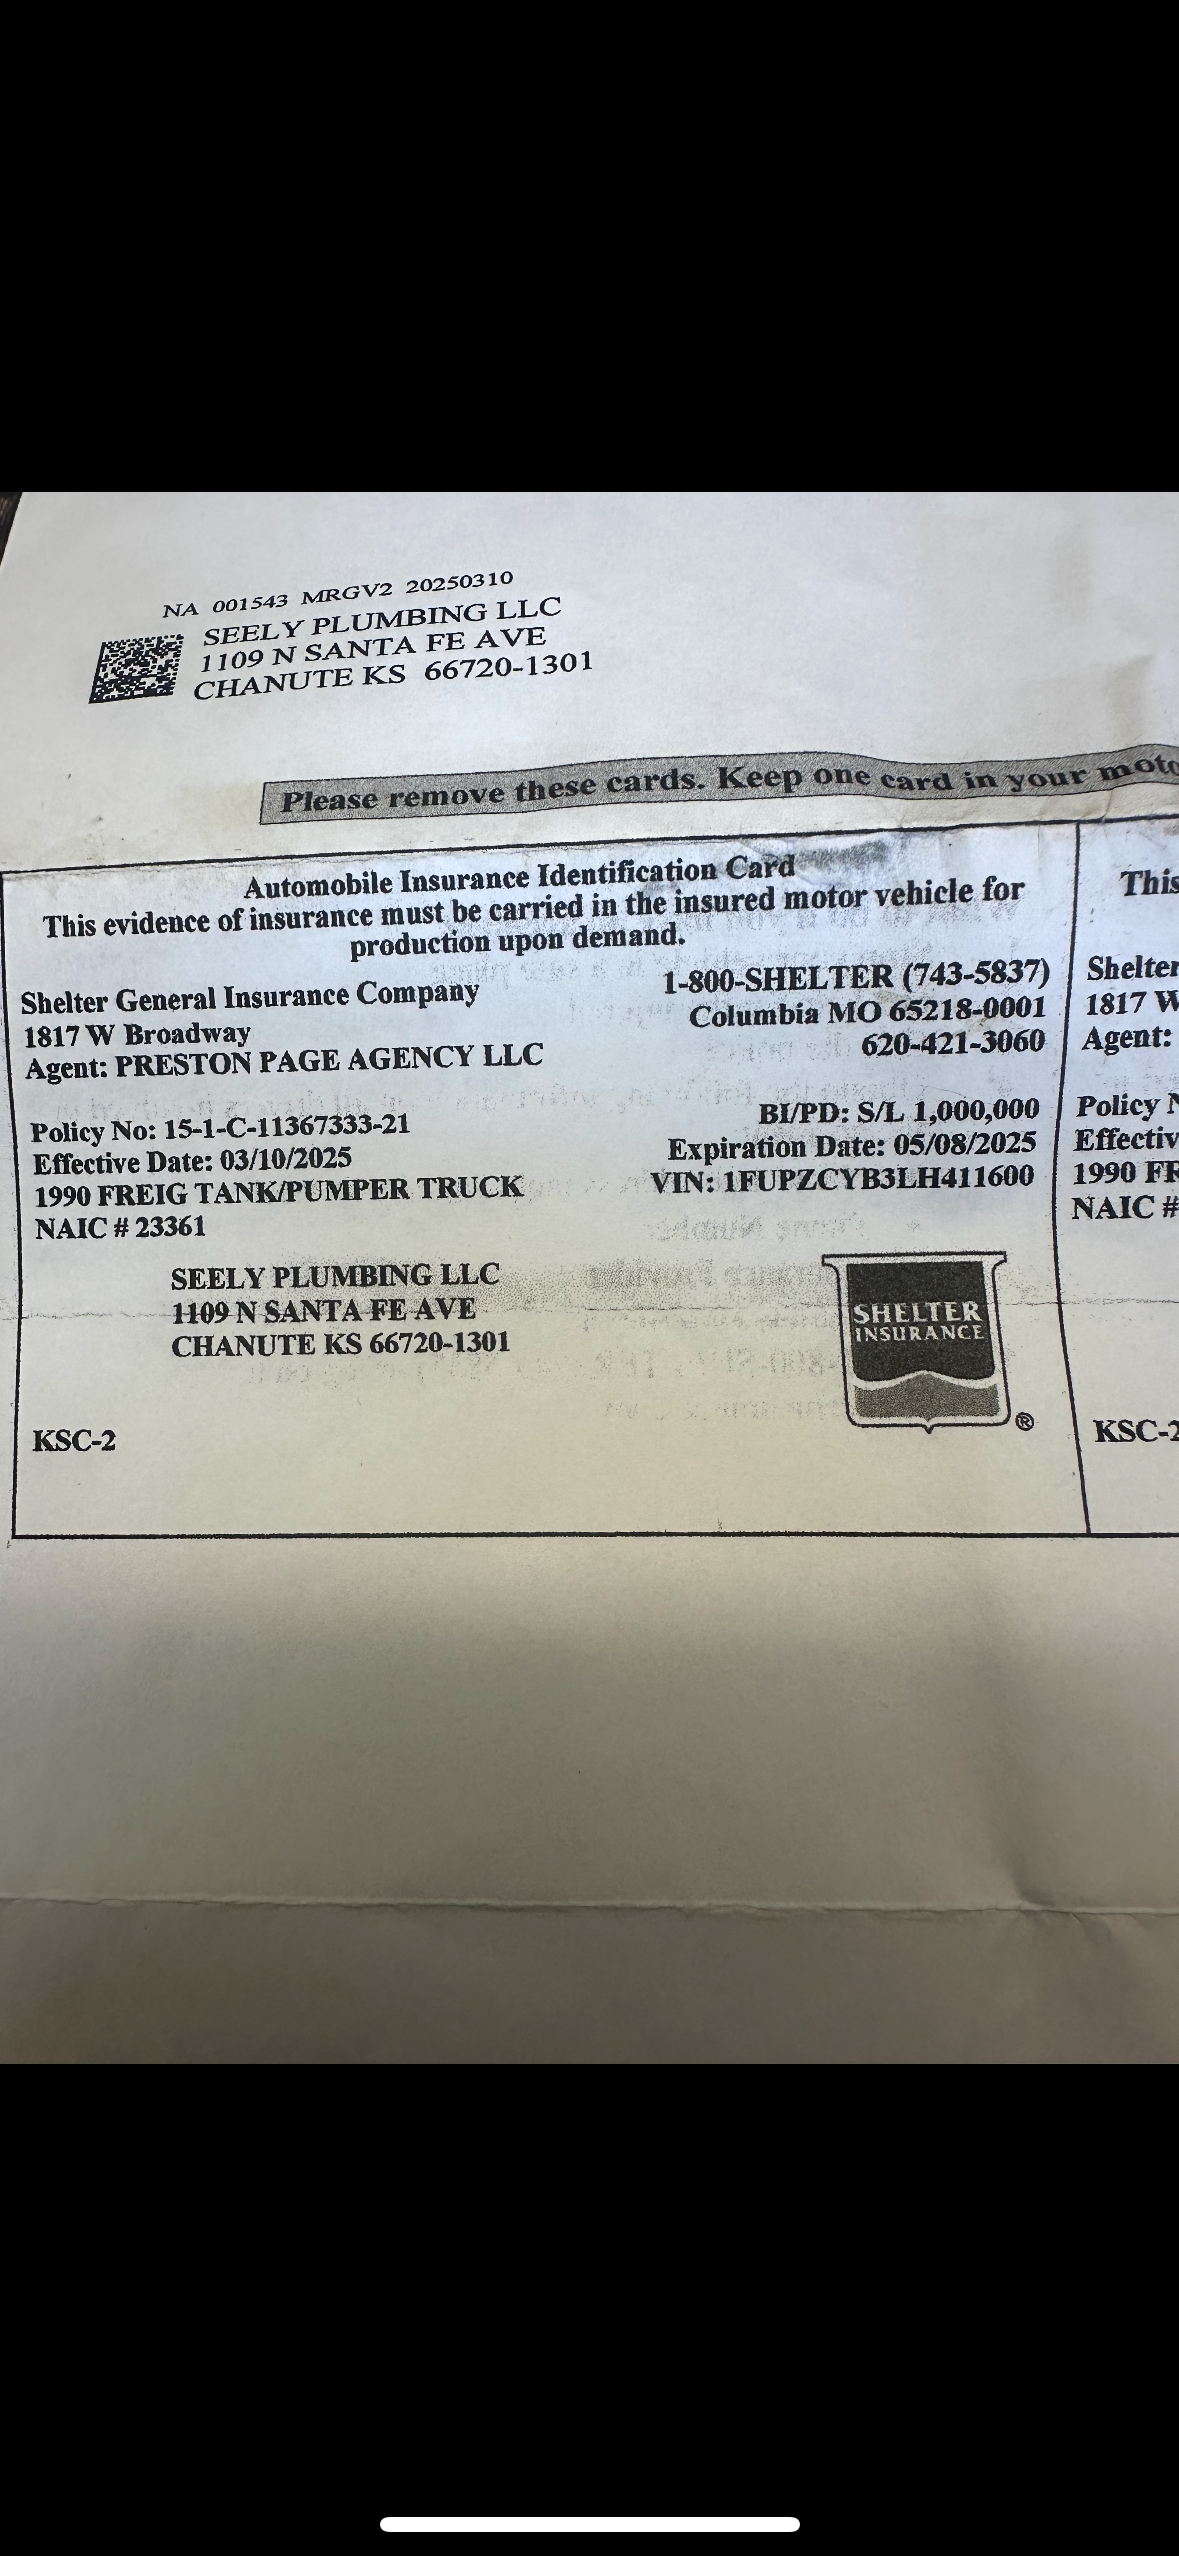 NA 001543 MRGV2 20250310
SEELY PLUMBING LLC
1109 N SANTA FE AVE
CHANUTE KS 66720-1301
Please remove these cards. Keep one card in your moto
Automobile Insurance Identification Card
This evidence of insurance must be carried in the insured motor vehicle for
production upon demand.
Shelter General Insurance Company 1-800-SHELTER (743-5837)
1817 W Broadway Columbia MO 65218-0001
Agent: PRESTON PAGE AGENCY LLC 620-421-3060
Policy No: 15-1-C-11367333-21 BI/PD: S/L 1,000,000
Effective Date: 03/10/2025 Expiration Date: 05/08/2025
1990 FREIG TANK/PUMPER TRUCK VIN: 1FUPZCYB3LH411600
NAIC # 23361
SEELY PLUMBING LLC
1109 N SANTA FE AVE
CHANUTE KS 66720-1301
SHELTER
INSURANCE
®
KSC-2
This
Shelter
1817 W
Agent:
Policy N
Effectiv
1990 FR
NAIC #
KSC-2